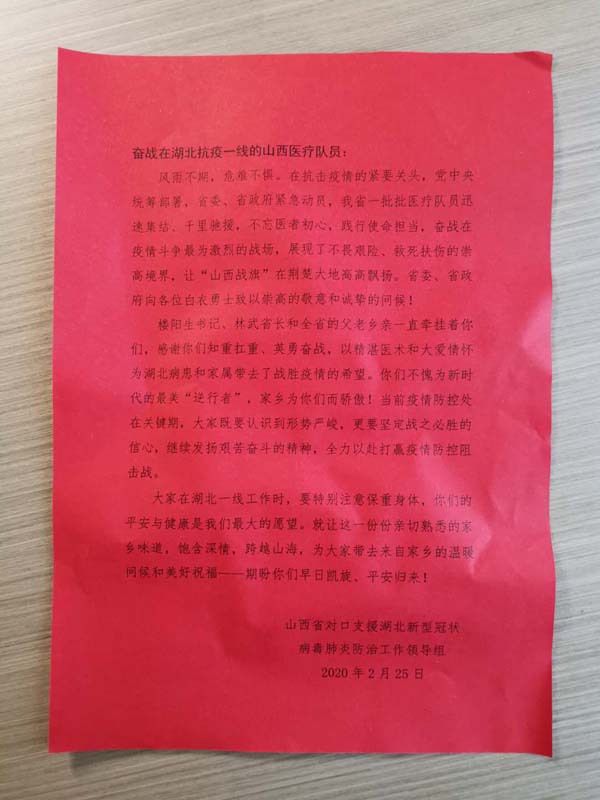 奋战在湖北抗疫一线的山西医疗队员：
风雨不期，危难不惧。在抗击疫情的紧要关头，党中央
统筹部署，省委、省政府紧急动员，我省一批批医疗队员迅
速集结、千里驰援，不忘医者初心，践行使命担当，奋战在
疫情斗争最为激烈的战场，展现了不畏艰险、救死扶伤的崇
高境界，让“山西战旗”在荆楚大地高高飘扬。省委、省政
府向各位白衣勇士致以崇高的敬意和诚挚的问候！
楼阳生书记、林武省长和全省的父老乡亲一直牵挂着你
们，感谢你们知重扛重、英勇奋战，以精湛医术和大爱情怀
为湖北病患和家属带去了战胜疫情的希望。你们不愧为新时
代的最美“逆行者”，家乡为你们而骄傲！当前疫情防控处
在关键期，大家既要认识到形势严峻，更要坚定战之必胜的
信心，继续发扬艰苦奋斗的精神，全力以赴打赢疫情防控阻
击战。
大家在湖北一线工作时，要特别注意保重身体，你们的
平安与健康是我们最大的愿望。就让这一份份亲切熟悉的家
乡味道，饱含深情，跨越山海，为大家带去来自家乡的温暖
问候和美好祝福——期盼你们早日凯旋、平安归来！
山西省对口支援湖北新型冠状
病毒肺炎防治工作领导组
2020年2月25日